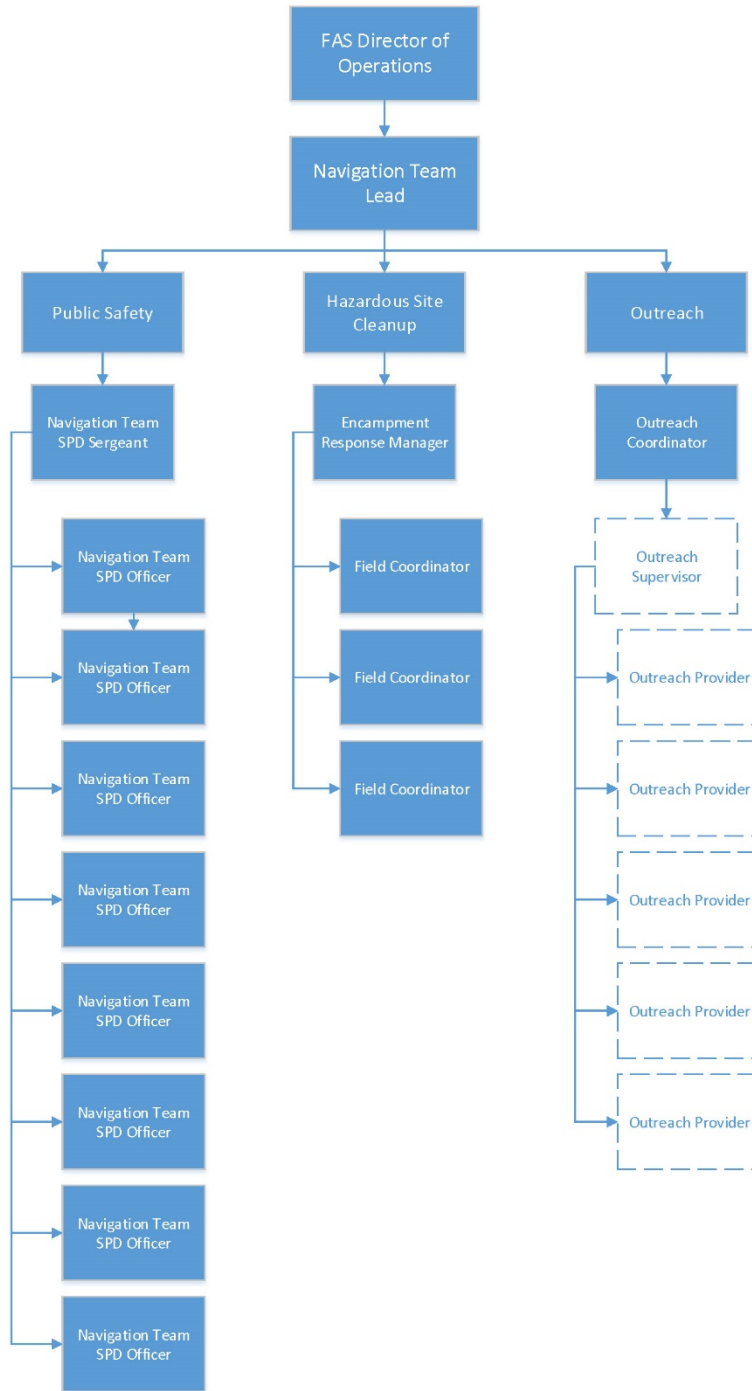 FAS Director of
Operations
Navigation Team
Lead
Public Safety
Hazardous Site
Cleanup
Outreach
Navigation Team
SPD Sergeant
Encampment
Response Manager
Outreach
Coordinator
Navigation Team
SPD Officer
Field Coordinator
Outreach
Supervisor
Navigation Team
SPD Officer
Field Coordinator
Outreach Provider
Navigation Team
SPD Officer
Field Coordinator
Outreach Provider
Navigation Team
SPD Officer
Outreach Provider
Navigation Team
SPD Officer
Outreach Provider
Navigation Team
SPD Officer
Outreach Provider
Navigation Team
SPD Officer
Navigation Team
SPD Officer